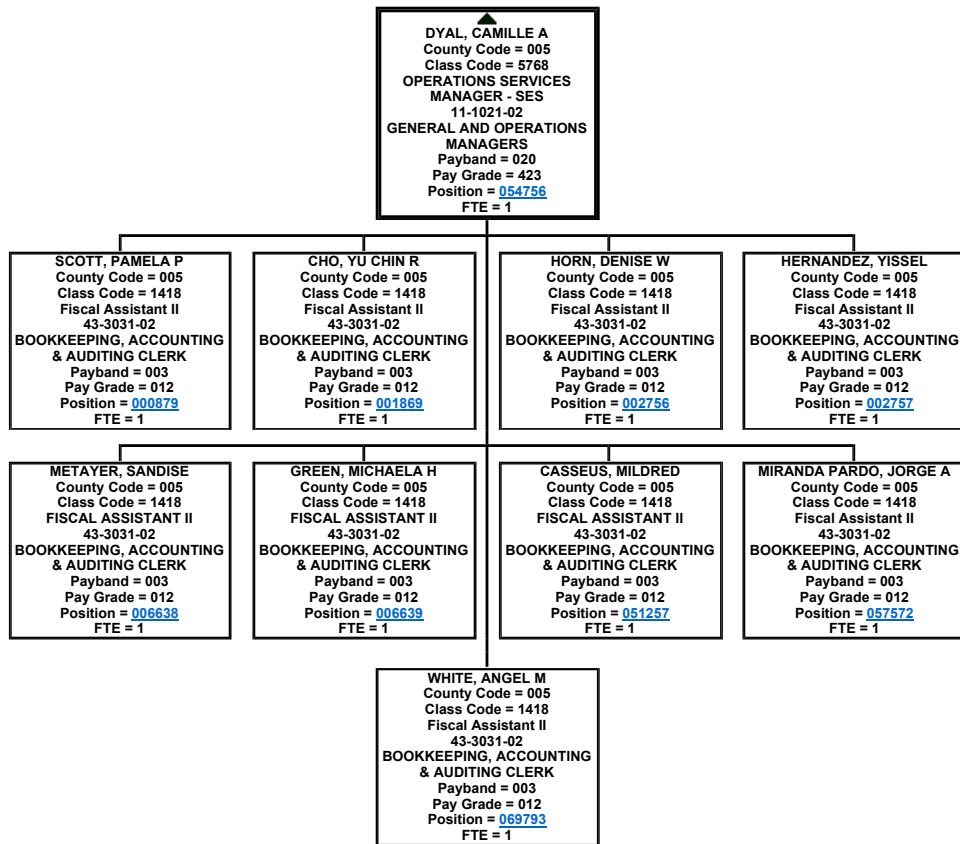 DYAL, CAMILLE A
County Code = 005
Class Code = 5768
OPERATIONS SERVICES
MANAGER - SES
11-1021-02
GENERAL AND OPERATIONS
MANAGERS
Payband = 020
Pay Grade = 423
Position = 054756
FTE = 1
SCOTT, PAMELA P
County Code = 005
Class Code = 1418
Fiscal Assistant II
43-3031-02
BOOKKEEPING, ACCOUNTING
& AUDITING CLERK
Payband = 003
Pay Grade = 012
Position = 000879
FTE = 1
CHO, YU CHIN R
County Code = 005
Class Code = 1418
Fiscal Assistant II
43-3031-02
BOOKKEEPING, ACCOUNTING
& AUDITING CLERK
Payband = 003
Pay Grade = 012
Position = 001869
FTE = 1
HORN, DENISE W
County Code = 005
Class Code = 1418
Fiscal Assistant II
43-3031-02
BOOKKEEPING, ACCOUNTING
& AUDITING CLERK
Payband = 003
Pay Grade = 012
Position = 002756
FTE = 1
HERNANDEZ, YISSEL
County Code = 005
Class Code = 1418
Fiscal Assistant II
43-3031-02
BOOKKEEPING, ACCOUNTING
& AUDITING CLERK
Payband = 003
Pay Grade = 012
Position = 002757
FTE = 1
METAYER, SANDISE
County Code = 005
Class Code = 1418
FISCAL ASSISTANT II
43-3031-02
BOOKKEEPING, ACCOUNTING
& AUDITING CLERK
Payband = 003
Pay Grade = 012
Position = 006638
FTE = 1
GREEN, MICHAELA H
County Code = 005
Class Code = 1418
FISCAL ASSISTANT II
43-3031-02
BOOKKEEPING, ACCOUNTING
& AUDITING CLERK
Payband = 003
Pay Grade = 012
Position = 006639
FTE = 1
CASSEUS, MILDRED
County Code = 005
Class Code = 1418
FISCAL ASSISTANT II
43-3031-02
BOOKKEEPING, ACCOUNTING
& AUDITING CLERK
Payband = 003
Pay Grade = 012
Position = 051257
FTE = 1
MIRANDA PARDO, JORGE A
County Code = 005
Class Code = 1418
Fiscal Assistant II
43-3031-02
BOOKKEEPING, ACCOUNTING
& AUDITING CLERK
Payband = 003
Pay Grade = 012
Position = 057572
FTE = 1
WHITE, ANGEL M
County Code = 005
Class Code = 1418
Fiscal Assistant II
43-3031-02
BOOKKEEPING, ACCOUNTING
& AUDITING CLERK
Payband = 003
Pay Grade = 012
Position = 069793
FTE = 1